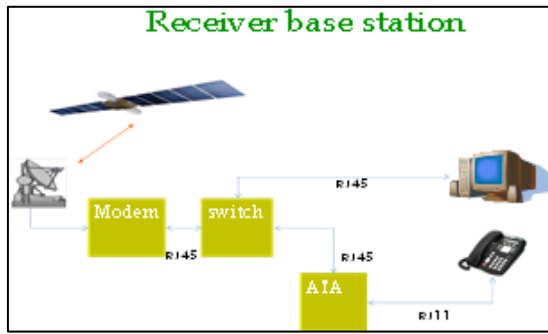 Receiver base station
RJ45
Modem
switch
RJ45
RJ45
AIA
RJ11